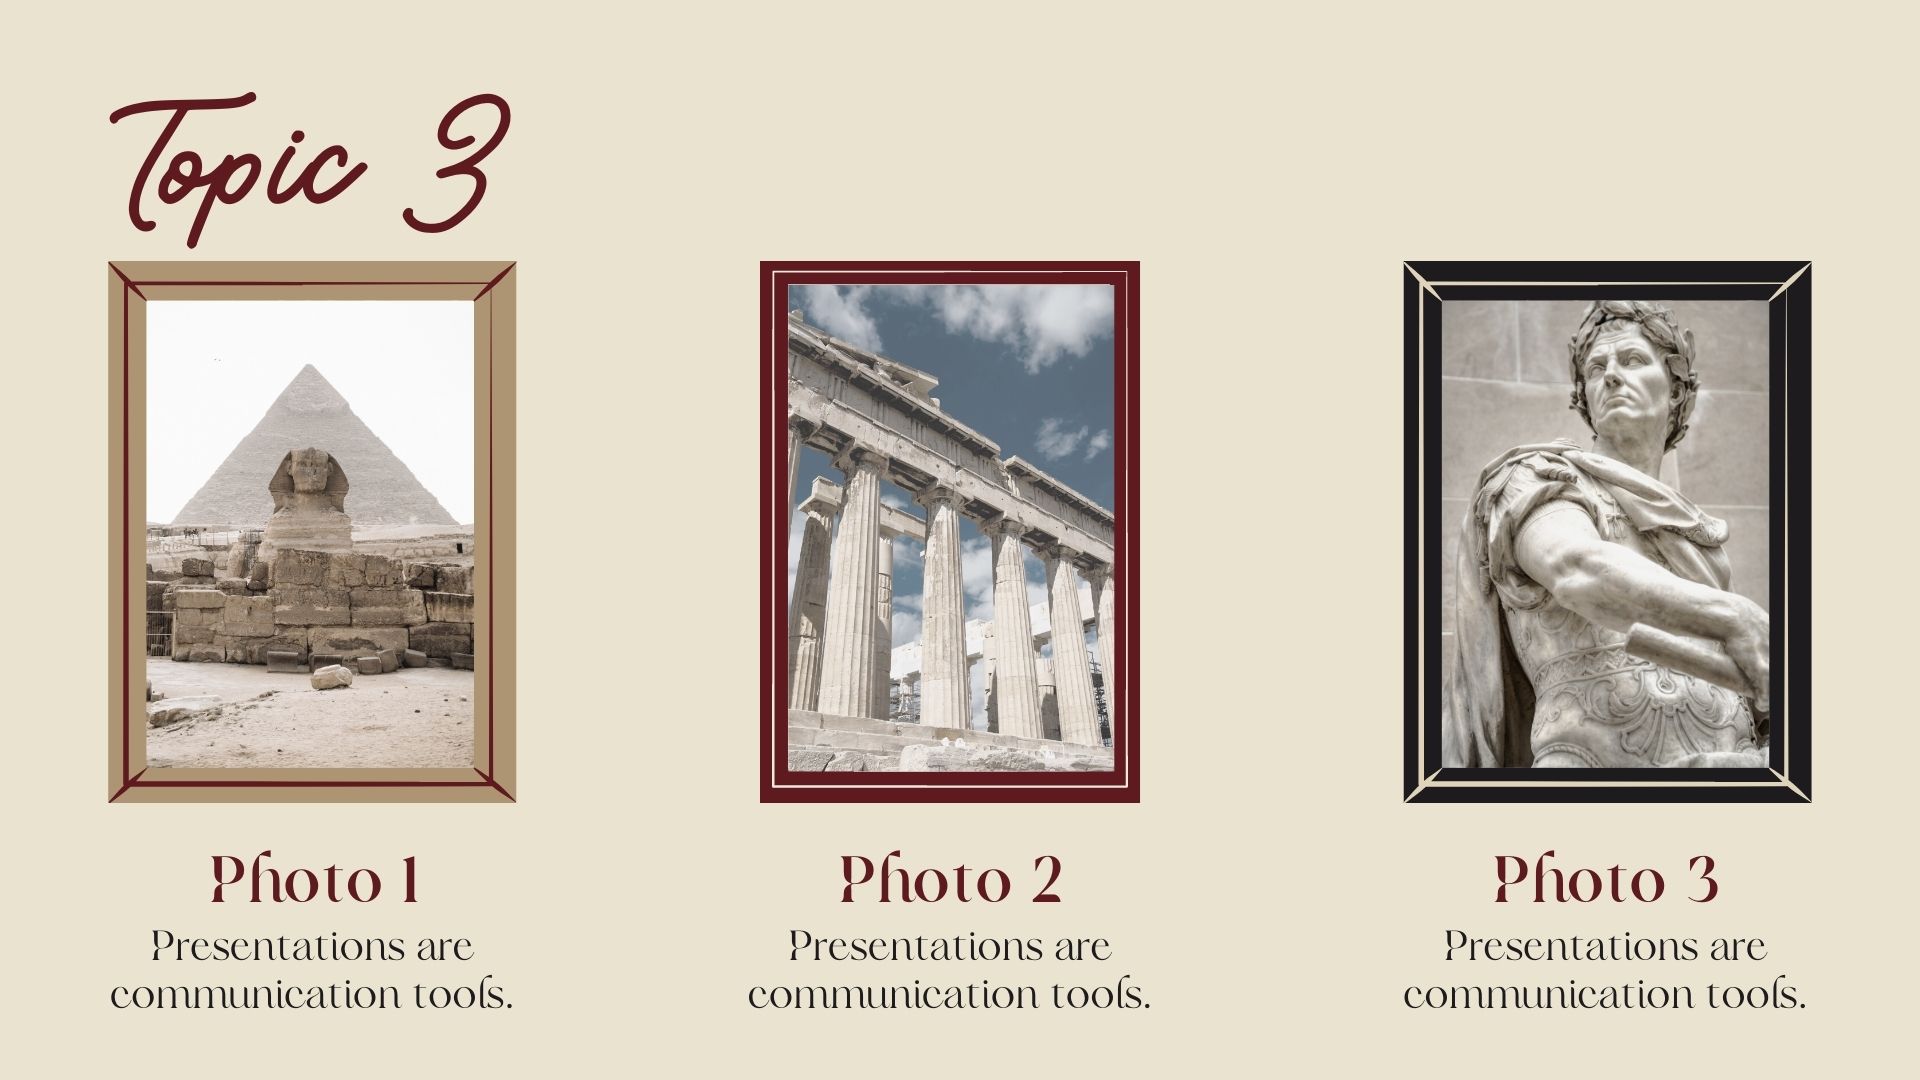 Topic 3
Photo 1
Presentations are
communication tools.
Photo 2
Presentations are
communication tools.
Photo 3
Presentations are
communication tools.